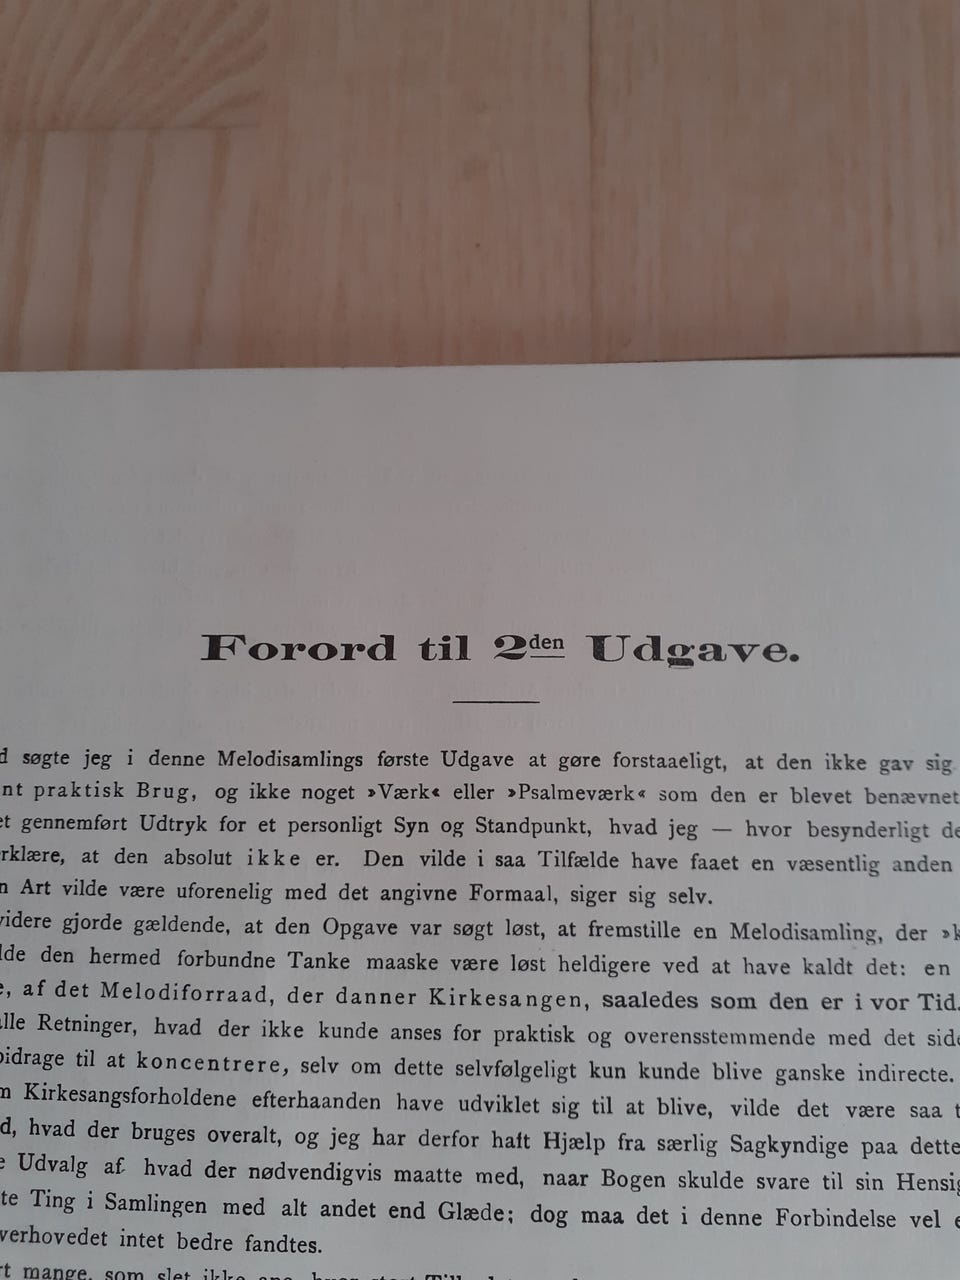 Forord til 2den Udgave.
søgte jeg i denne Melodisamlings første Udgave at gøre forstaaeligt, at den ikke gav sig
praktisk Brug, og ikke noget »Værk« eller »Psalmeværk« som den er blevet benævnet
gennemført Udtryk for et personligt Syn og Standpunkt, hvad jeg — hvor besynderligt
rklære, at den absolut ikke er. Den vilde i saa Tilfælde have faaet en væsentlig anden
Art vilde være uforenelig med det angivne Formaal, siger sig selv.
videre gjorde gældende, at den Opgave var søgt løst, at fremstille en Melodisamling, der
den hermed forbundne Tanke maaske være løst heldigere ved at have kaldt det: en
af det Melodiforraad, der danner Kirkesangen, saaledes som den er i vor Tid.
alle Retninger, hvad der ikke kunde anses for praktisk og overensstemmende med det
bidrage til at koncentrere, selv om dette selvfølgeligt kun kunde blive ganske indirecte.
Kirkesangsforholdene efterhaanden have udviklet sig til at blive, vilde det være saa
hvad der bruges overalt, og jeg har derfor haft Hjælp fra særlig Sagkyndige paa dette
Udvalg af hvad der nødvendigvis maatte med, naar Bogen skulde svare til sin
Ting i Samlingen med alt andet end Glæde; dog maa det i denne Forbindelse vel
verhovedet intet bedre fandtes.
mange, som slet ikke